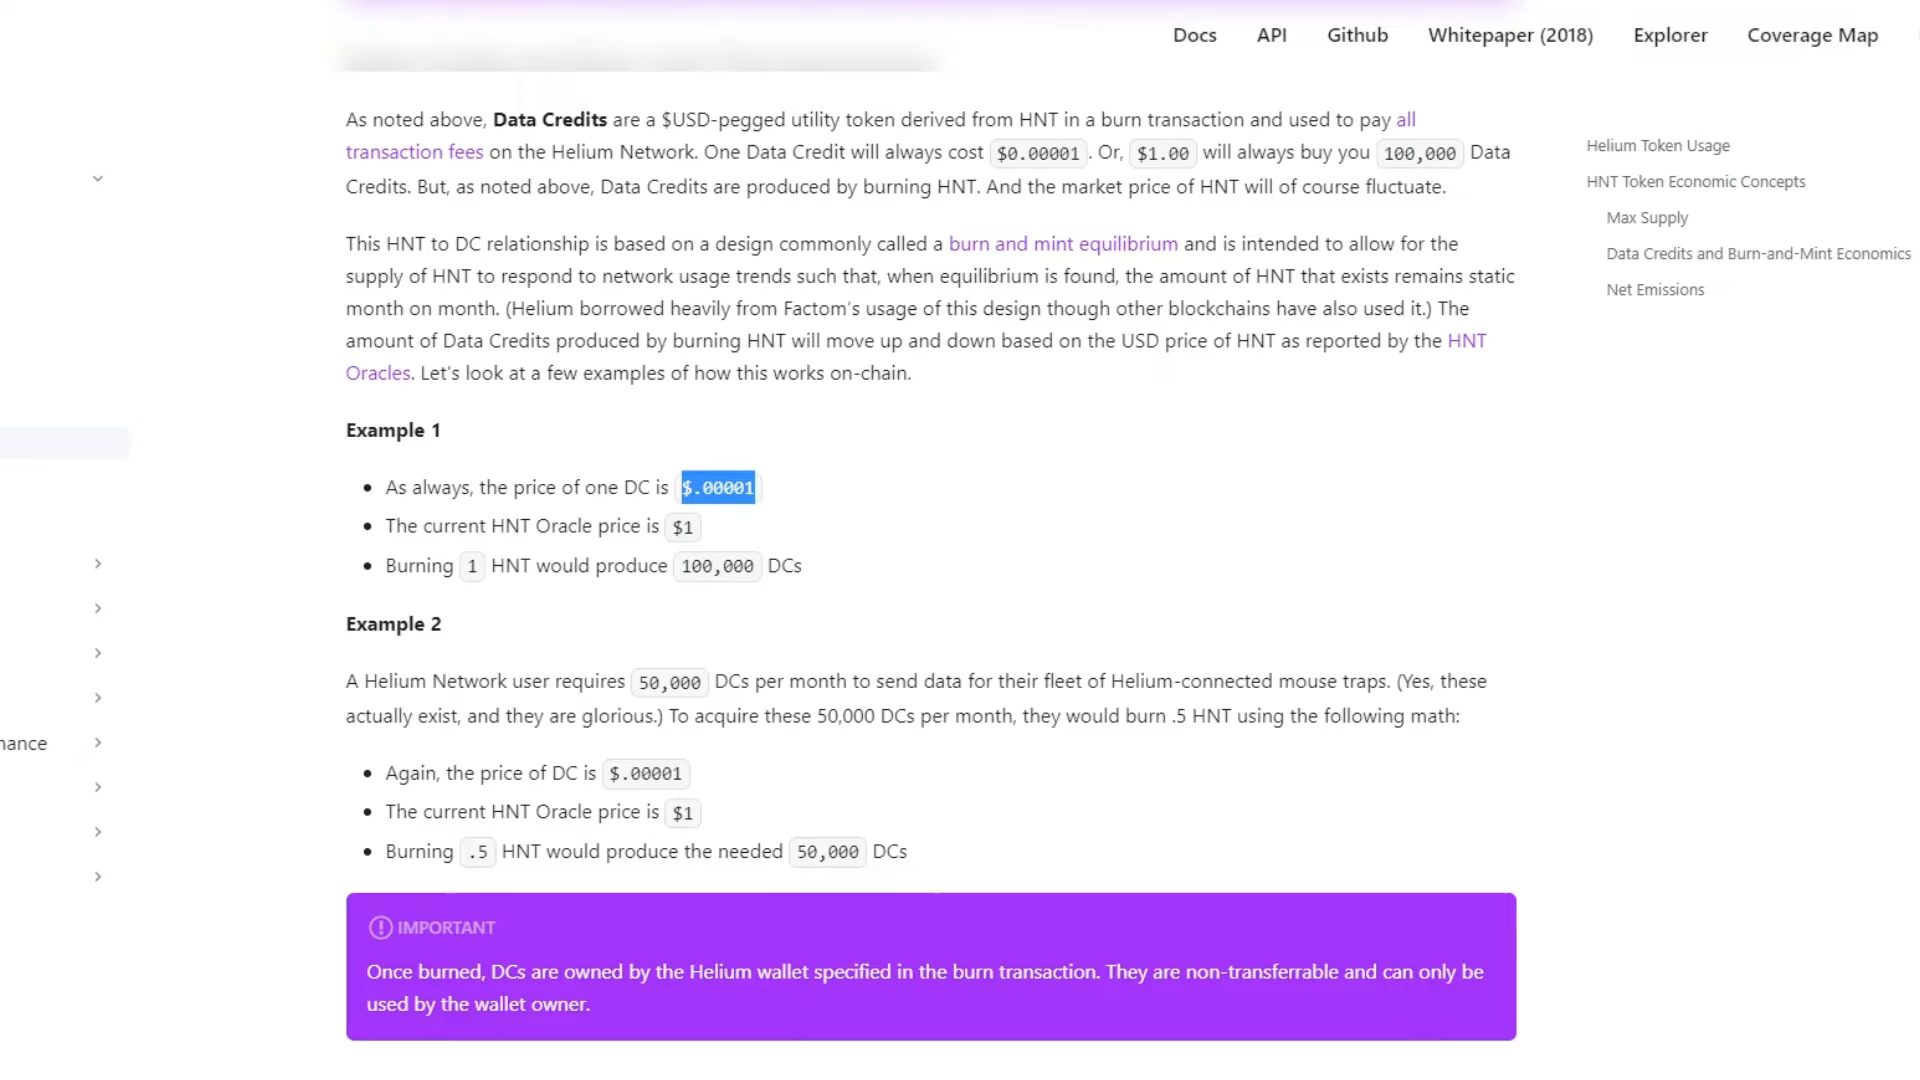 Docs API Github Whitepaper (2018) Explorer Coverage Map
As noted above, Data Credits are a $USD-pegged utility token derived from HNT in a burn transaction and used to pay all
transaction fees on the Helium Network. One Data Credit will always cost $0.00001. Or, $1.00 will always buy you 100,000 Data
Credits. But, as noted above, Data Credits are produced by burning HNT. And the market price of HNT will of course fluctuate.
This HNT to DC relationship is based on a design commonly called a burn and mint equilibrium and is intended to allow for the
supply of HNT to respond to network usage trends such that, when equilibrium is found, the amount of HNT that exists remains static
month on month. (Helium borrowed heavily from Factom's usage of this design though other blockchains have also used it.) The
amount of Data Credits produced by burning HNT will move up and down based on the USD price of HNT as reported by the HNT
Oracles. Let's look at a few examples of how this works on-chain.
Example 1
• As always, the price of one DC is $.00001
• The current HNT Oracle price is $1
• Burning 1 HNT would produce 100,000 DCs
Example 2
A Helium Network user requires 50,000 DCs per month to send data for their fleet of Helium-connected mouse traps. (Yes, these
actually exist, and they are glorious.) To acquire these 50,000 DCs per month, they would burn .5 HNT using the following math:
• Again, the price of DC is $.00001
• The current HNT Oracle price is $1
• Burning .5 HNT would produce the needed 50,000 DCs
IMPORTANT
Once burned, DCs are owned by the Helium wallet specified in the burn transaction. They are non-transferrable and can only be
used by the wallet owner.
Helium Token Usage
HNT Token Economic Concepts
Max Supply
Data Credits and Burn-and-Mint Economics
Net Emissions
nance